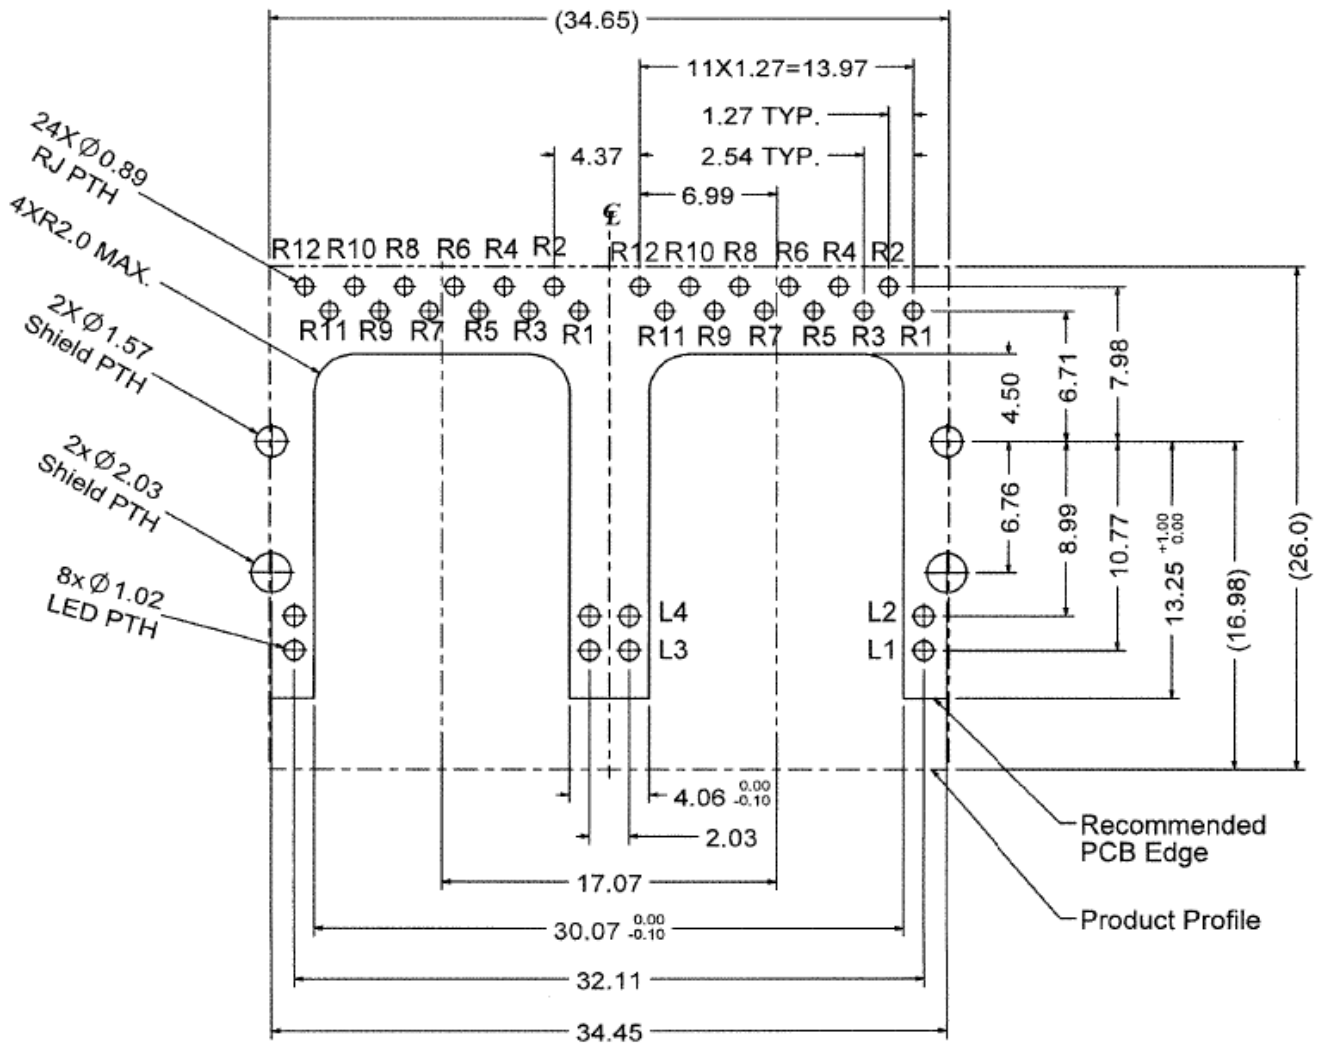 (34.65)
11X1.27=13.97
1.27 TYP.
4.37
2.54 TYP.
6.99
24XØ0.89
RJ PTH
4XR2.0 MAX.
2XØ1.57
Shield PTH
2xØ2.03
Shield PTH
8xØ1.02
LED PTH
℄
R12 R10 R8 R6 R4 R2 R12 R10 R8 R6 R4 R2
R11 R9 R7 R5 R3 R1 R11 R9 R7 R5 R3 R1
4.50
6.71
7.98
6.76
8.99
10.77
13.25 +1.00 0.00
(16.98)
(26.0)
L4 L2
L3 L1
4.06 0.00 -0.10
2.03
17.07
30.07 0.00 -0.10
32.11
34.45
Recommended
PCB Edge
Product Profile